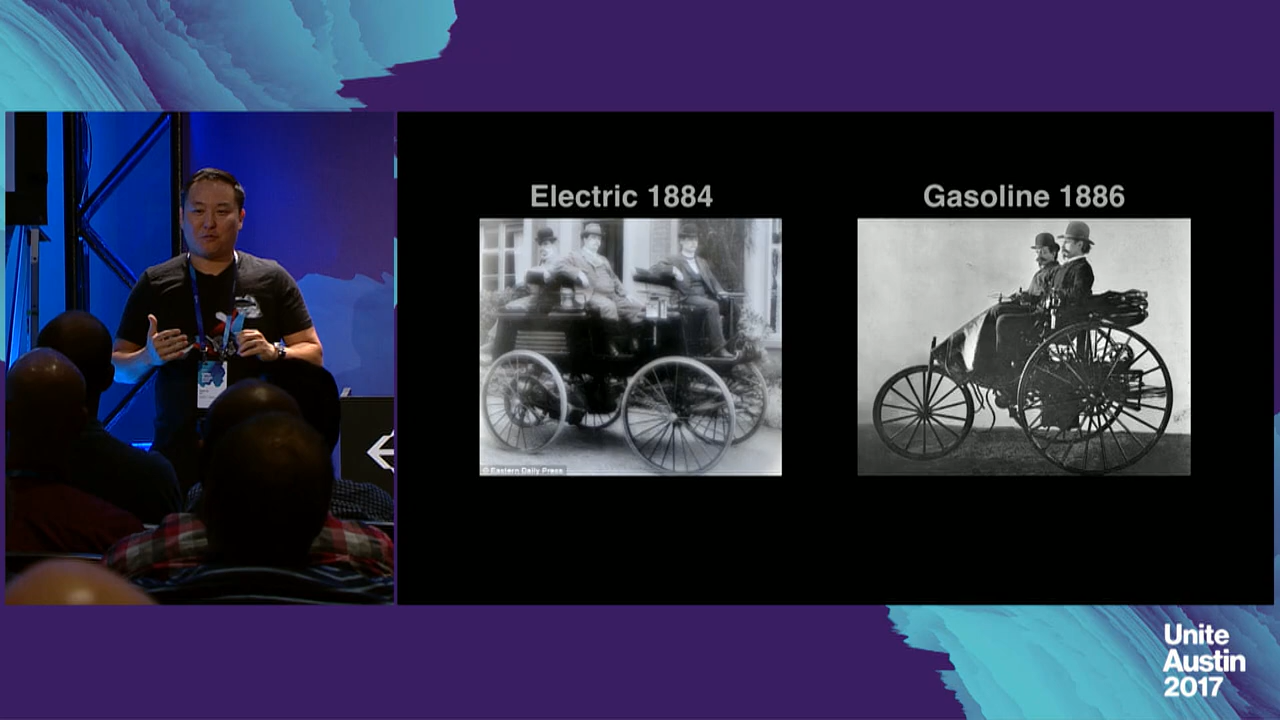 Electric 1884
Gasoline 1886
© Eastern Daily Press
Unite
Austin
2017